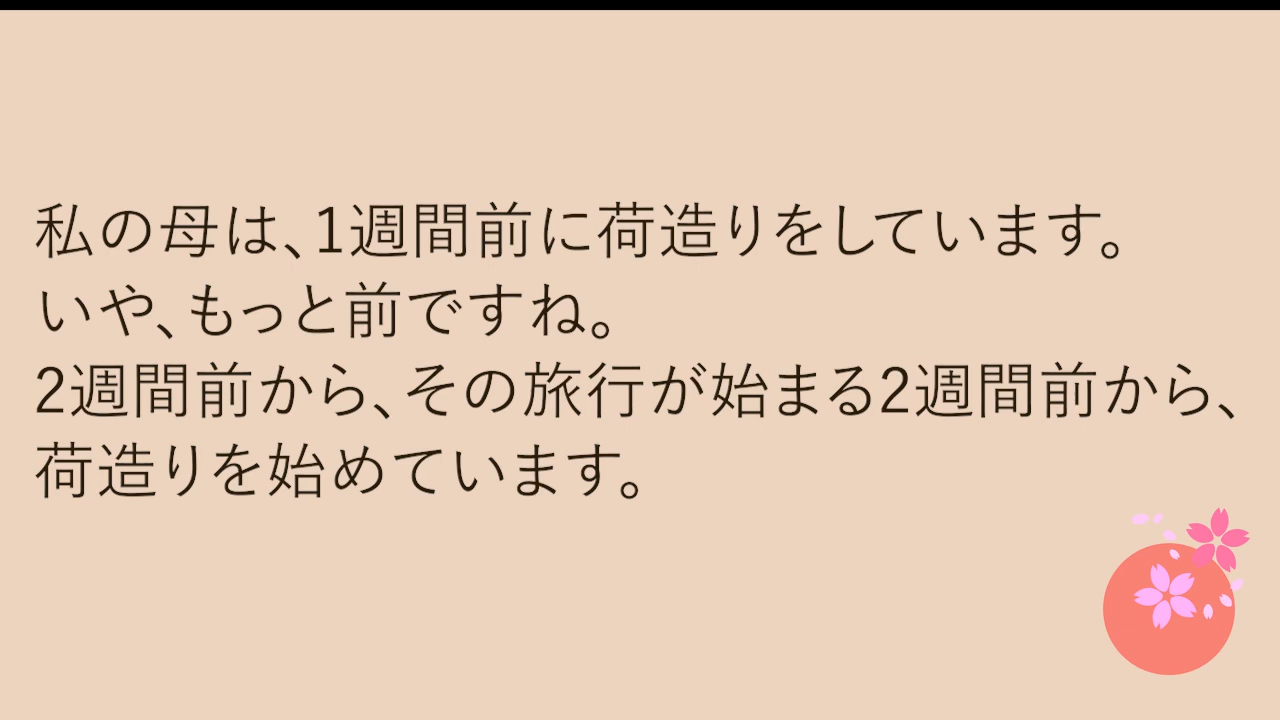 私の母は、1週間前に荷造りをしています。
いや、もっと前ですね。
2週間前から、その旅行が始まる2週間前から、
荷造りを始めています。